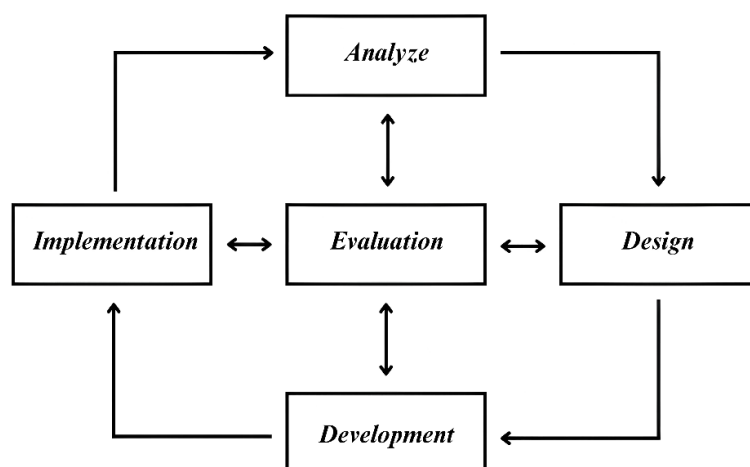 Analyze
Implementation
Evaluation
Design
Development